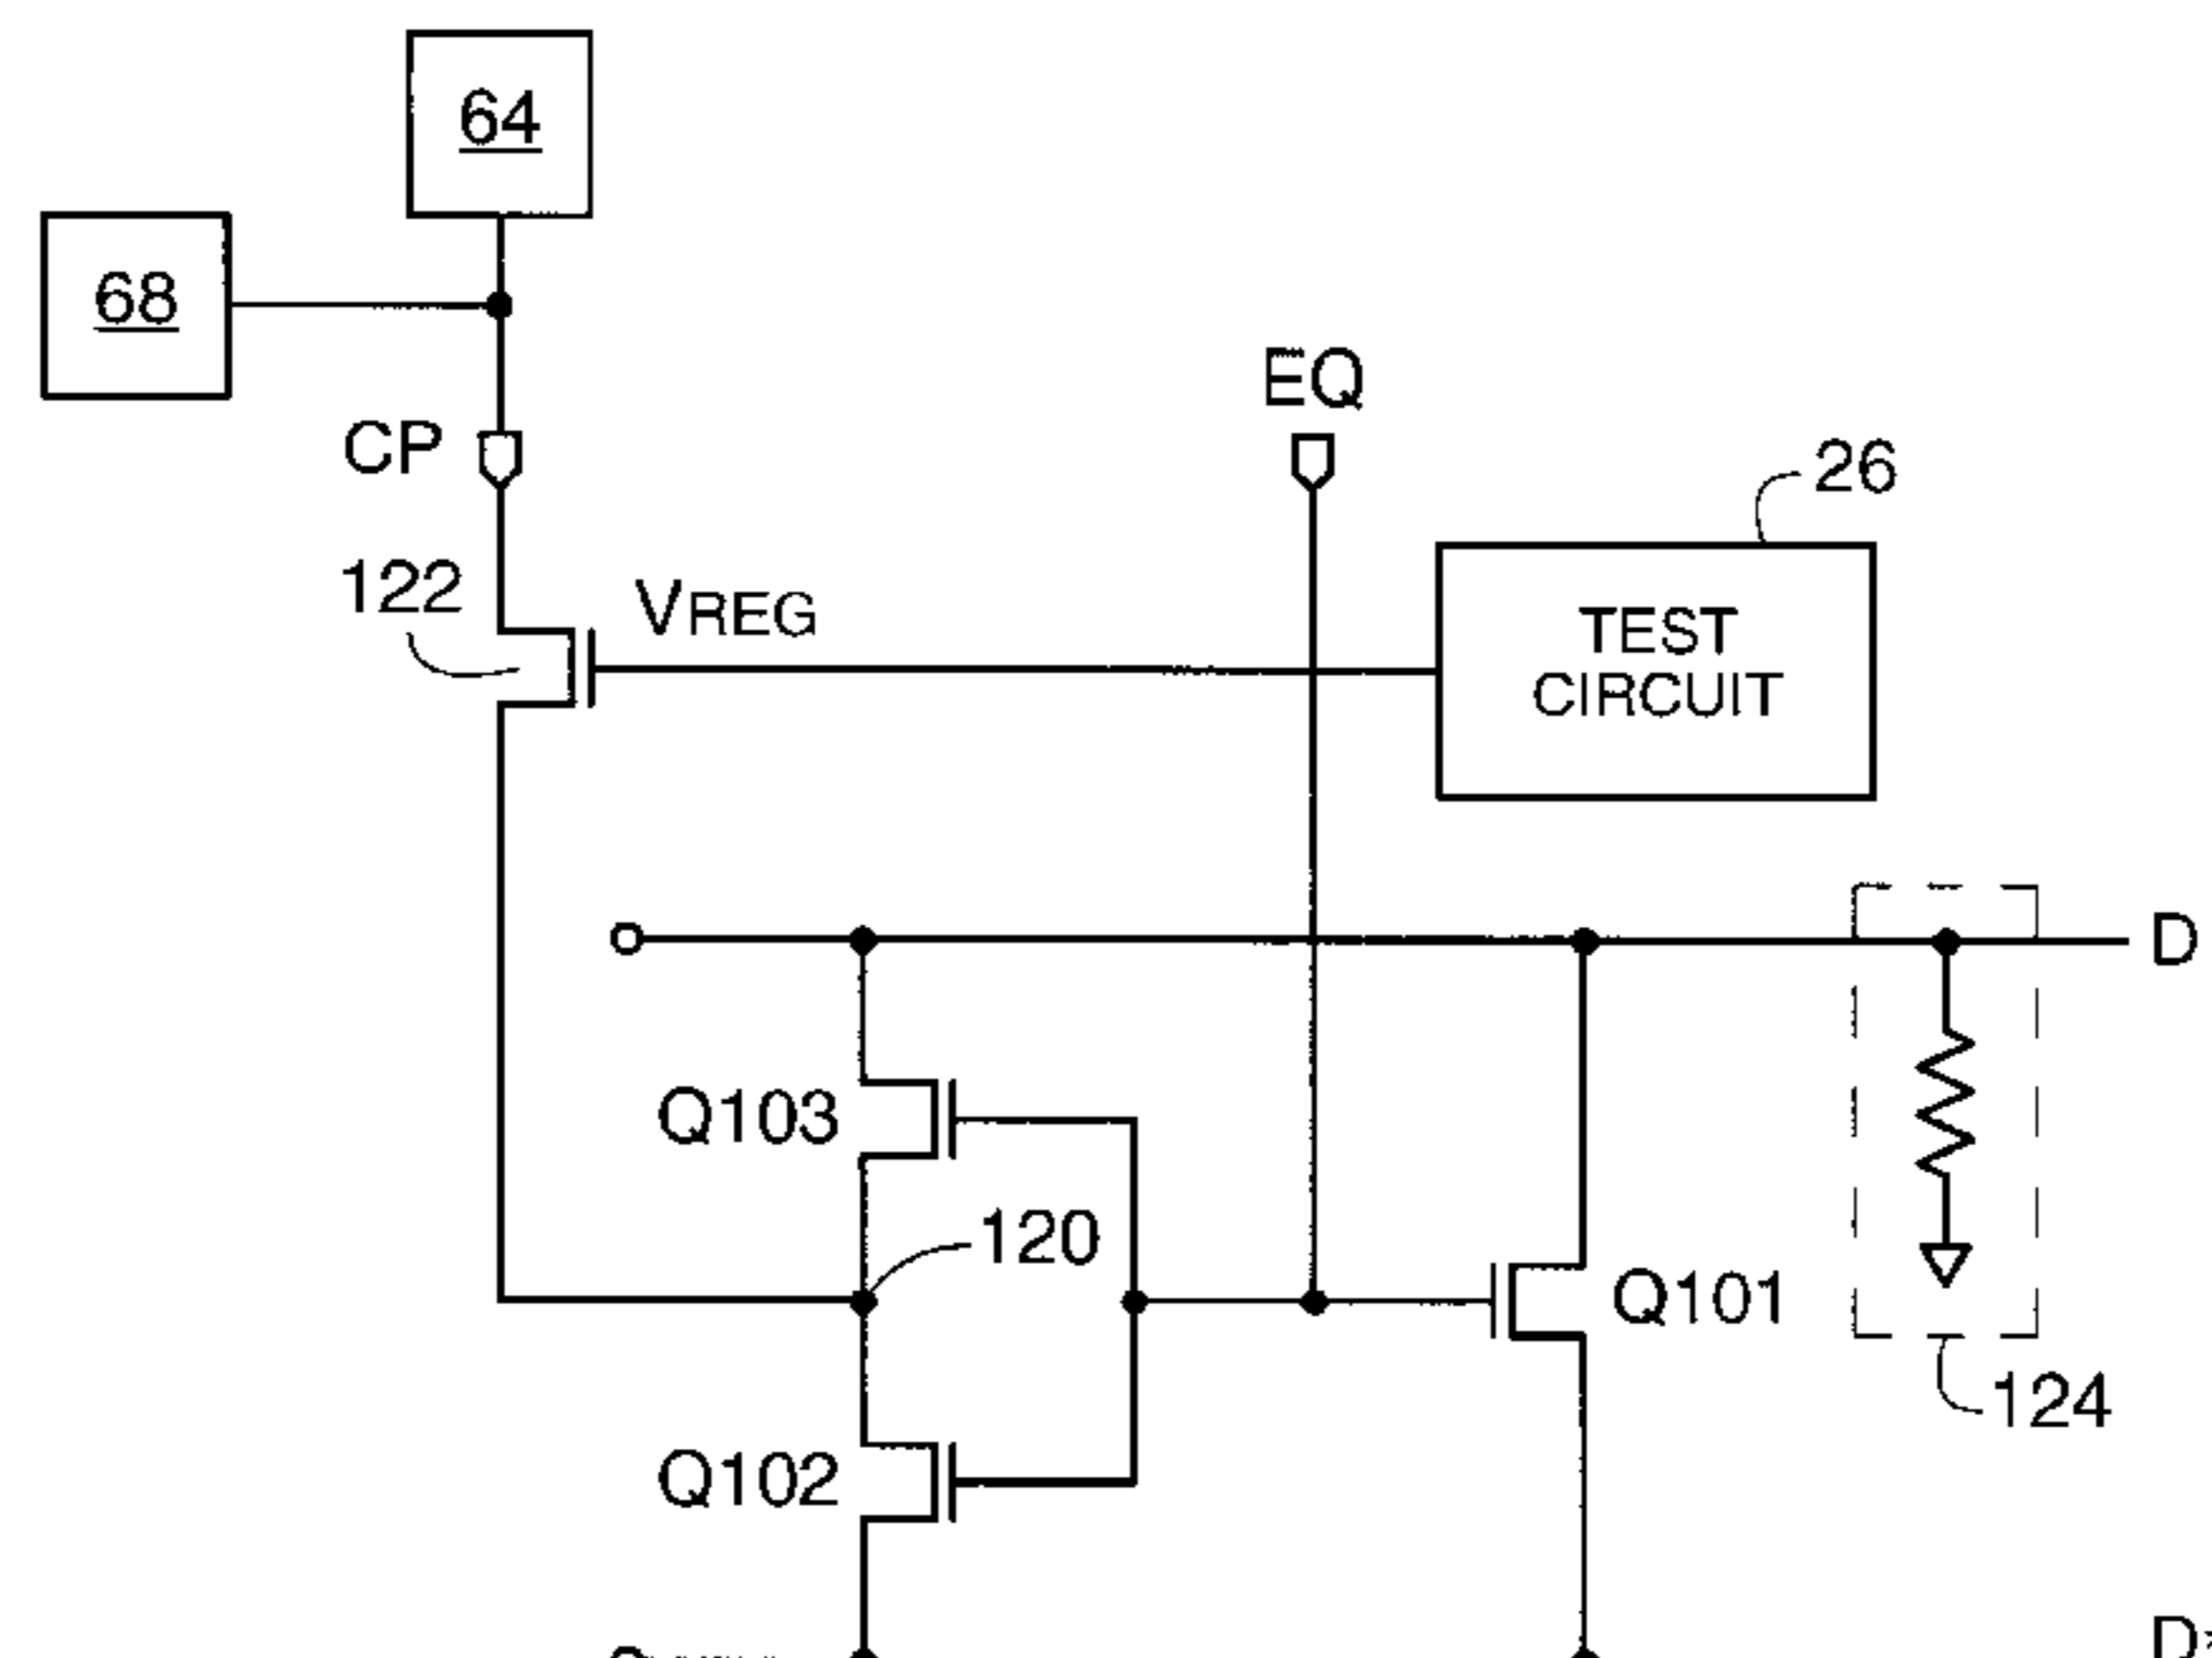 64
68
EQ
CP
26
122
VREG
TEST
CIRCUIT
D
Q103
120
Q101
124
Q102
D*